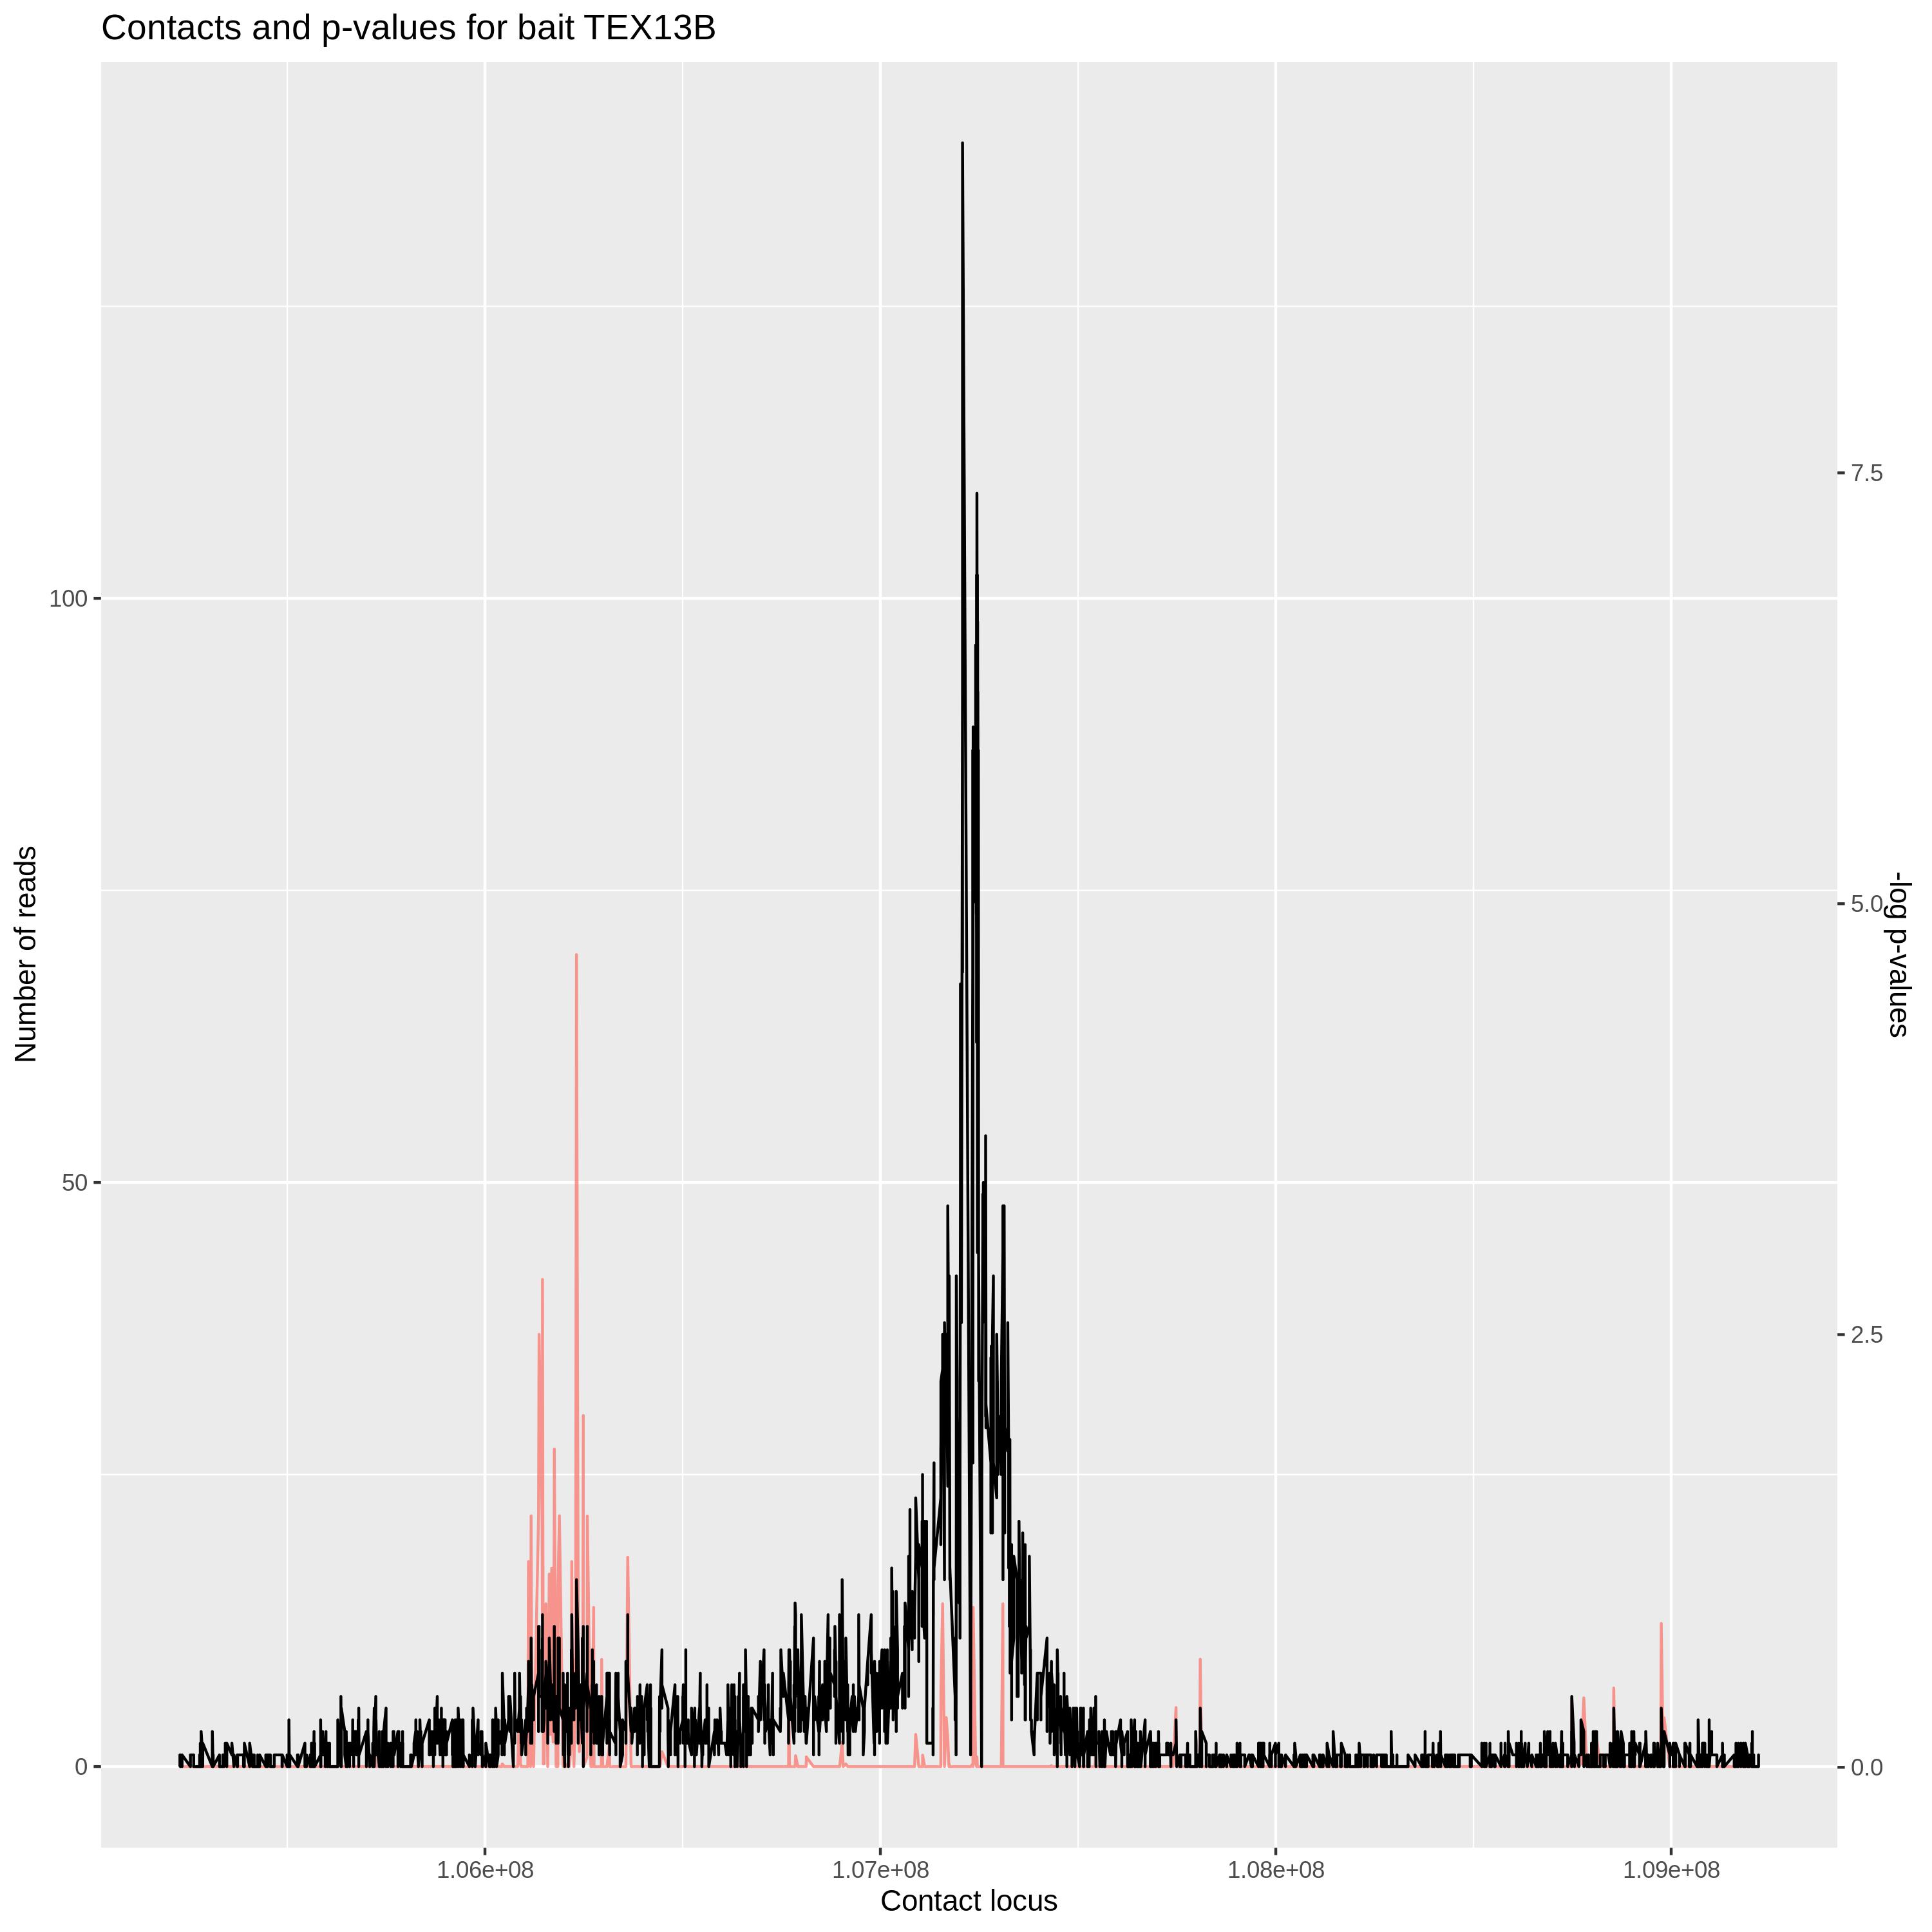 Contacts and p-values for bait TEX13B
Number of reads
100
50
0
7.5
5.0
2.5
0.0
-log p-values
1.06e+08
1.07e+08
1.08e+08
1.09e+08
Contact locus